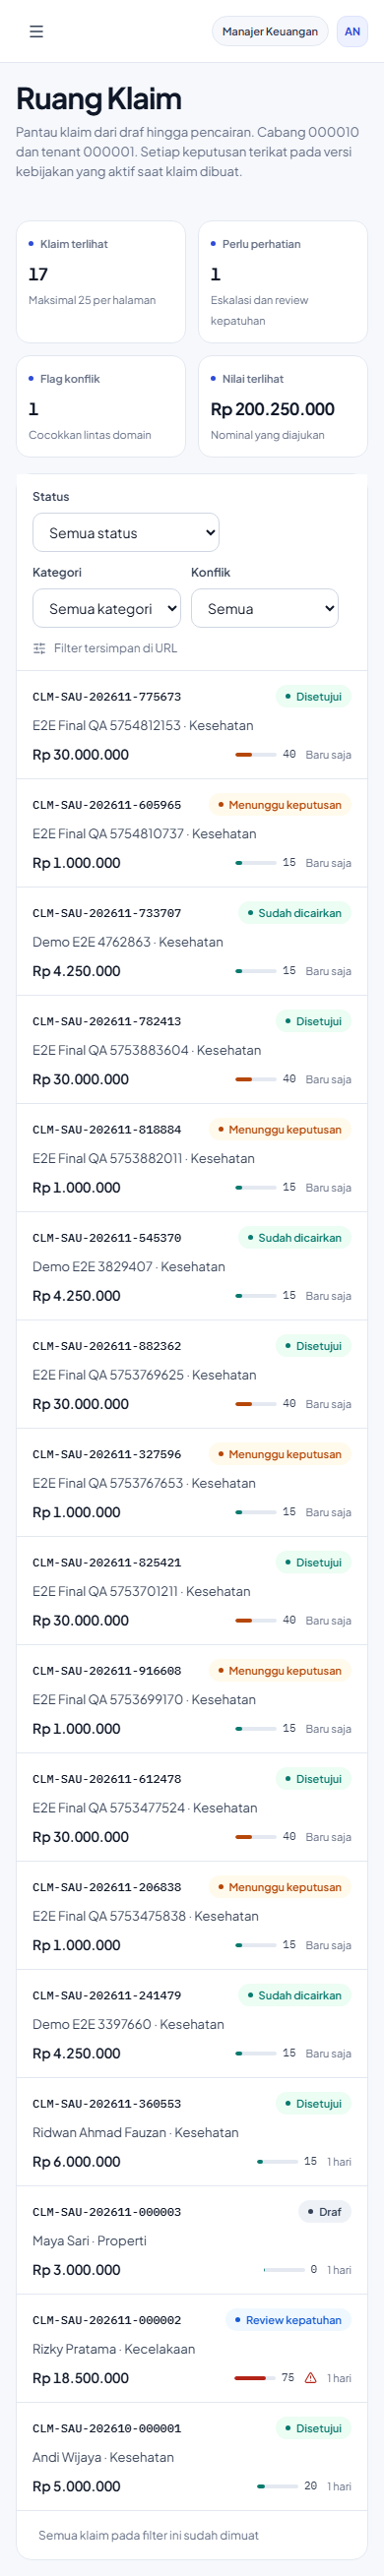 Manajer Keuangan
AN
Ruang Klaim
Pantau klaim dari draf hingga pencairan. Cabang 000010
dan tenant 000001. Setiap keputusan terikat pada versi
kebijakan yang aktif saat klaim dibuat.
Klaim terlihat
17
Maksimal 25 per halaman
Perlu perhatian
1
Eskalasi dan review
kepatuhan
Flag konflik
1
Cocokkan lintas domain
Nilai terlihat
Rp 200.250.000
Nominal yang diajukan
Status
Semua status
Kategori
Konflik
Semua kategori
Semua
Filter tersimpan di URL
CLM-SAU-202611-775673
Disetujui
E2E Final QA 5754812153 · Kesehatan
Rp 30.000.000
40 Baru saja
CLM-SAU-202611-605965
Menunggu keputusan
E2E Final QA 5754810737 · Kesehatan
Rp 1.000.000
15 Baru saja
CLM-SAU-202611-733707
Sudah dicairkan
Demo E2E 4762863 · Kesehatan
Rp 4.250.000
15 Baru saja
CLM-SAU-202611-782413
Disetujui
E2E Final QA 5753883604 · Kesehatan
Rp 30.000.000
40 Baru saja
CLM-SAU-202611-818884
Menunggu keputusan
E2E Final QA 5753882011 · Kesehatan
Rp 1.000.000
15 Baru saja
CLM-SAU-202611-545370
Sudah dicairkan
Demo E2E 3829407 · Kesehatan
Rp 4.250.000
15 Baru saja
CLM-SAU-202611-882362
Disetujui
E2E Final QA 5753769625 · Kesehatan
Rp 30.000.000
40 Baru saja
CLM-SAU-202611-327596
Menunggu keputusan
E2E Final QA 5753767653 · Kesehatan
Rp 1.000.000
15 Baru saja
CLM-SAU-202611-825421
Disetujui
E2E Final QA 5753701211 · Kesehatan
Rp 30.000.000
40 Baru saja
CLM-SAU-202611-916608
Menunggu keputusan
E2E Final QA 5753699170 · Kesehatan
Rp 1.000.000
15 Baru saja
CLM-SAU-202611-612478
Disetujui
E2E Final QA 5753477524 · Kesehatan
Rp 30.000.000
40 Baru saja
CLM-SAU-202611-206838
Menunggu keputusan
E2E Final QA 5753475838 · Kesehatan
Rp 1.000.000
15 Baru saja
CLM-SAU-202611-241479
Sudah dicairkan
Demo E2E 3397660 · Kesehatan
Rp 4.250.000
15 Baru saja
CLM-SAU-202611-360553
Disetujui
Ridwan Ahmad Fauzan · Kesehatan
Rp 6.000.000
15 1 hari
CLM-SAU-202611-000003
Draf
Maya Sari · Properti
Rp 3.000.000
0 1 hari
CLM-SAU-202611-000002
Review kepatuhan
Rizky Pratama · Kecelakaan
Rp 18.500.000
75 1 hari
CLM-SAU-202610-000001
Disetujui
Andi Wijaya · Kesehatan
Rp 5.000.000
20 1 hari
Semua klaim pada filter ini sudah dimuat